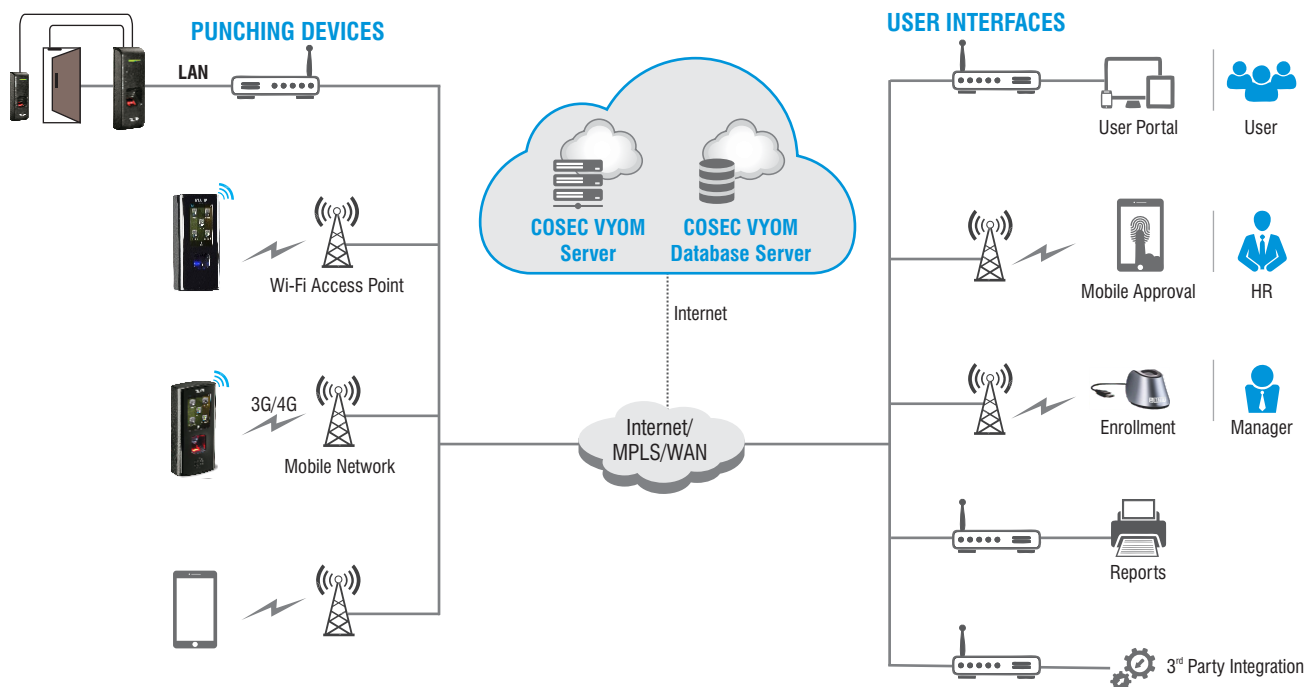 PUNCHING DEVICES
LAN
Wi-Fi Access Point
3G/4G
Mobile Network
COSEC VYOM
Server
COSEC VYOM
Database Server
Internet
Internet/
MPLS/WAN
USER INTERFACES
User Portal
User
Mobile Approval
HR
Enrollment
Manager
Reports
3rd Party Integration